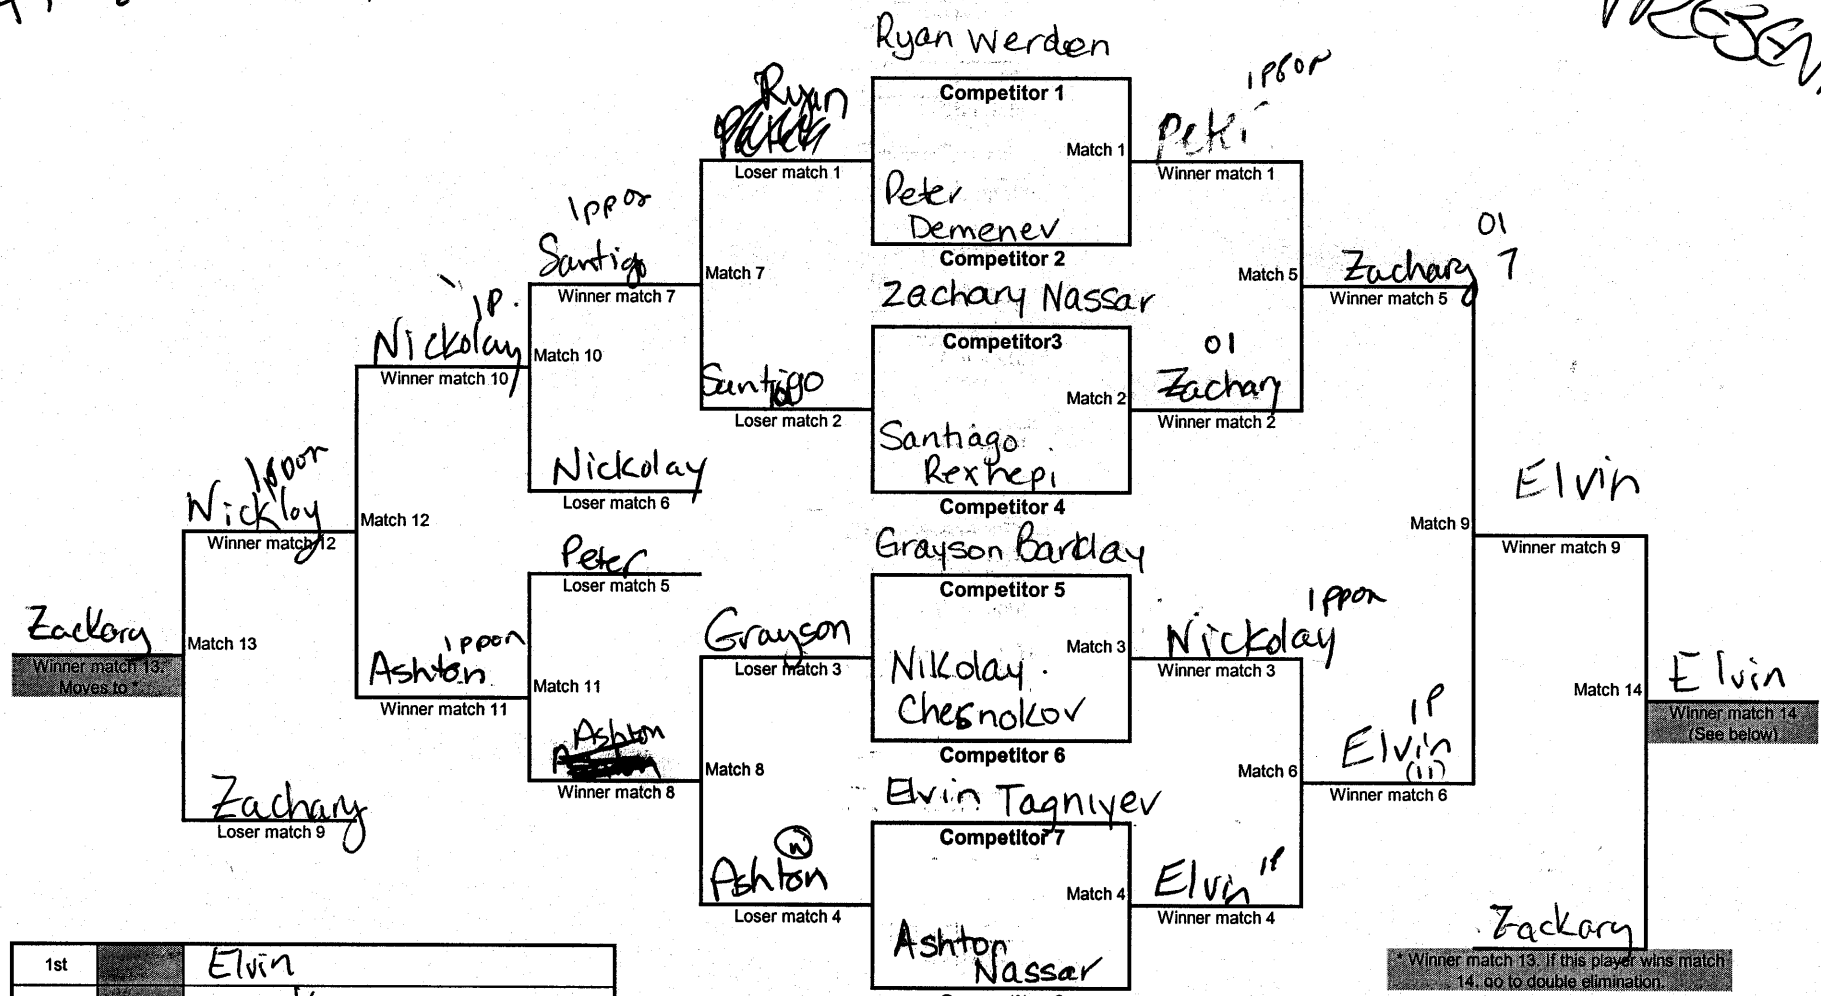 Ryan Werden
Competitor 1
Ryan
Loser match 1
Match 1
ippon
Winner match 1
Peter
Demenev
Competitor 2
Ippon
Santigo
Winner match 7
Match 7
Match 5
01
Zachary 7
Winner match 5
Zachary Nassar
Competitor3
IP.
Nickolay
Winner match 10
Match 10
Santigo
Loser match 2
Match 2
01
Zachary
Winner match 2
Santiago
Rexhepi
Competitor 4
Nickolay
Loser match 6
Ippon
Nickloy
Winner match 12
Match 12
Match 9
Elvin
Winner match 9
Peter
Loser match 5
Grayson Barklay
Competitor 5
Grayson
Loser match 3
Match 3
Ippon
Nickolay
Winner match 3
Nikolay
Chesnokov
Competitor 6
Zackary
Winner match 13.
Moves to *
Match 13
Ippon
Ashton
Winner match 11
Match 11
Ashton
Winner match 8
Match 8
Match 6
IP
Elvin
(11)
Winner match 6
Match 14
Elvin
Winner match 14
(See below)
Zachary
Loser match 9
Elvin Tagniyev
Competitor 7
W
Ashton
Loser match 4
Match 4
Elvin IP
Winner match 4
Ashton
Nassar
Zackary
* Winner match 13. If this player wins match
14, go to double elimination.
1st Elvin